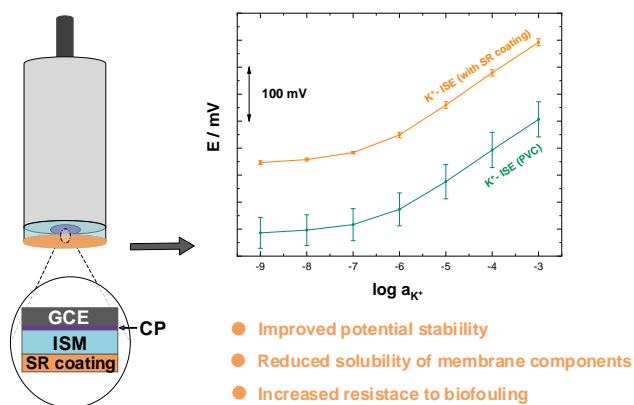 E / mV
100 mV
K⁺- ISE (with SR coating)
K⁺- ISE (PVC)
-9 -8 -7 -6 -5 -4 -3
log aK⁺
GCE
CP
ISM
SR coating
Improved potential stabiility
Reduced solubility of membrane components
Increased resistace to biofouling